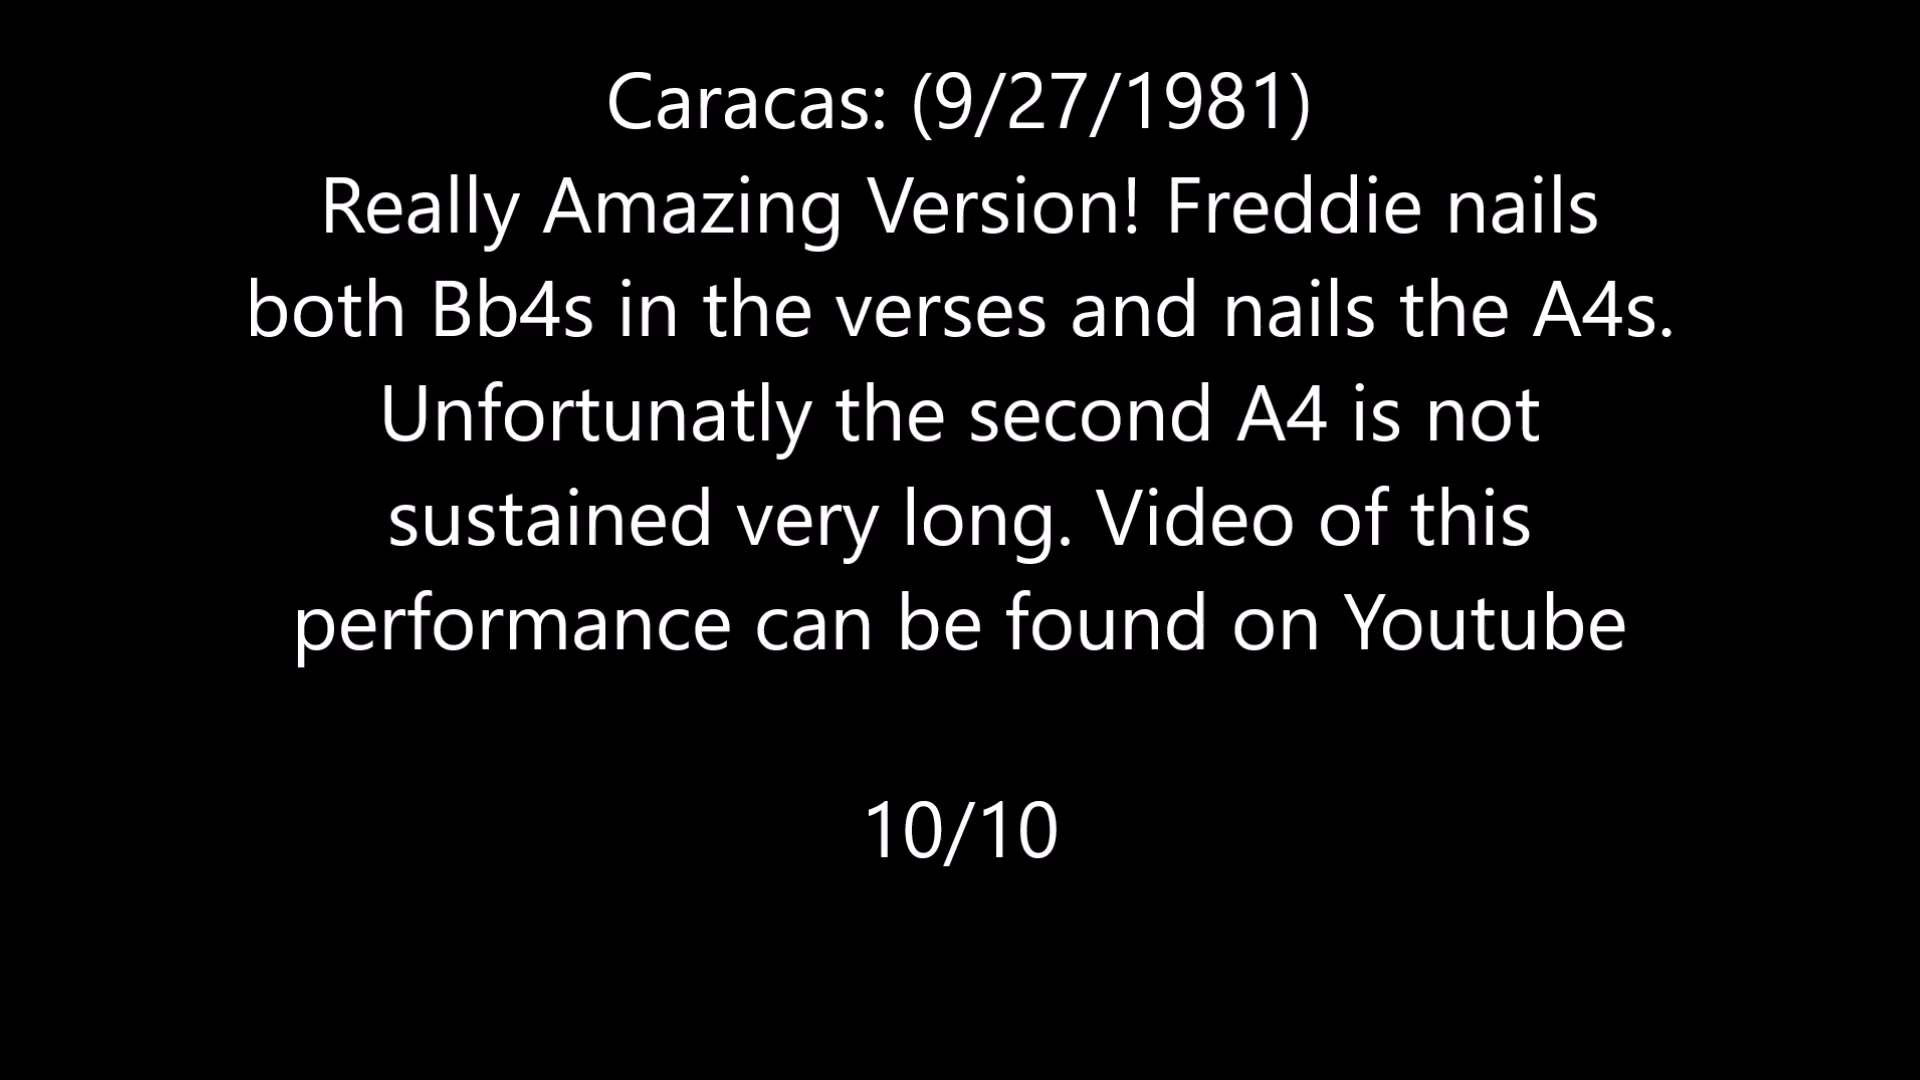 Caracas: (9/27/1981)
Really Amazing Version! Freddie nails
both Bb4s in the verses and nails the A4s.
Unfortunatly the second A4 is not
sustained very long. Video of this
performance can be found on Youtube
10/10